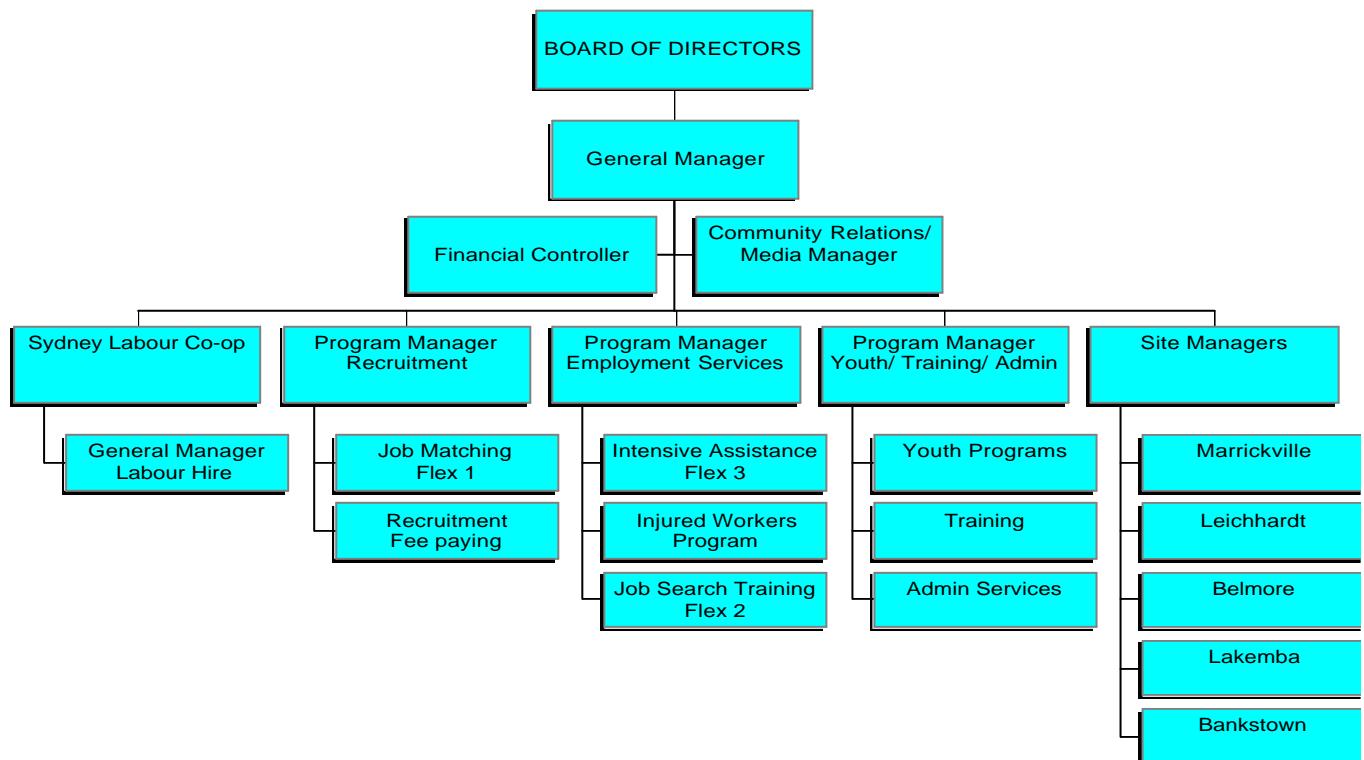 BOARD OF DIRECTORS
General Manager
Financial Controller
Community Relations/
Media Manager
Sydney Labour Co-op
Program Manager
Recruitment
Program Manager
Employment Services
Program Manager
Youth/ Training/ Admin
Site Managers
General Manager
Labour Hire
Job Matching
Flex 1
Recruitment
Fee paying
Intensive Assistance
Flex 3
Injured Workers
Program
Job Search Training
Flex 2
Youth Programs
Training
Admin Services
Marrickville
Leichhardt
Belmore
Lakemba
Bankstown